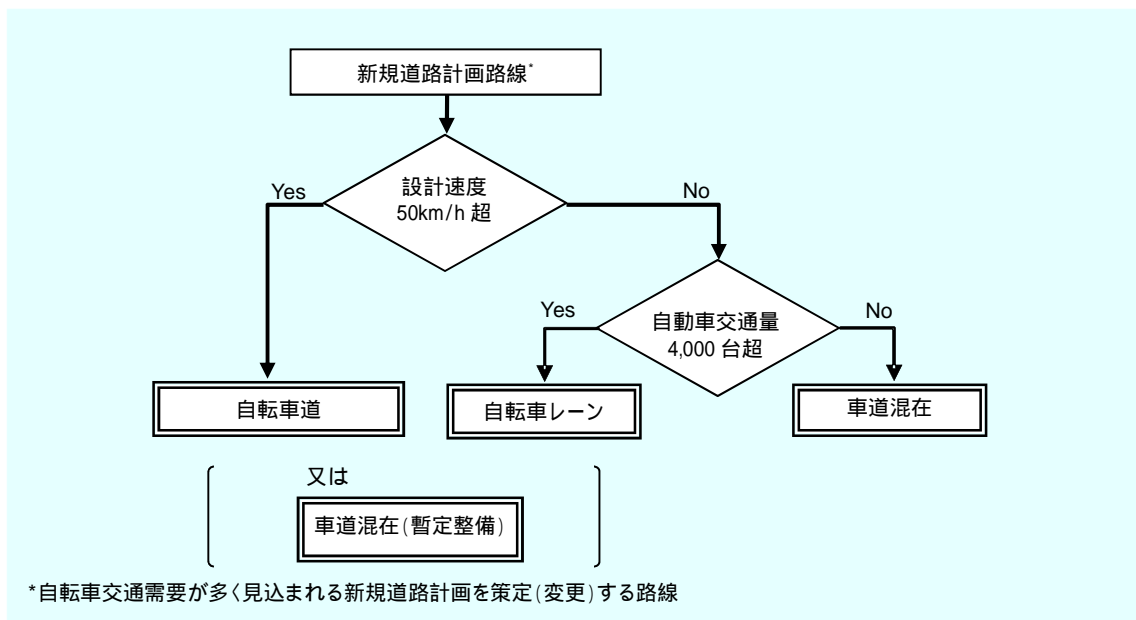 新規道路計画路線*
設計速度
50km/h 超
Yes
No
自動車交通量
4,000 台超
Yes
No
自転車道
自転車レーン
車道混在
又は
車道混在(暫定整備)
*自転車交通需要が多く見込まれる新規道路計画を策定(変更)する路線